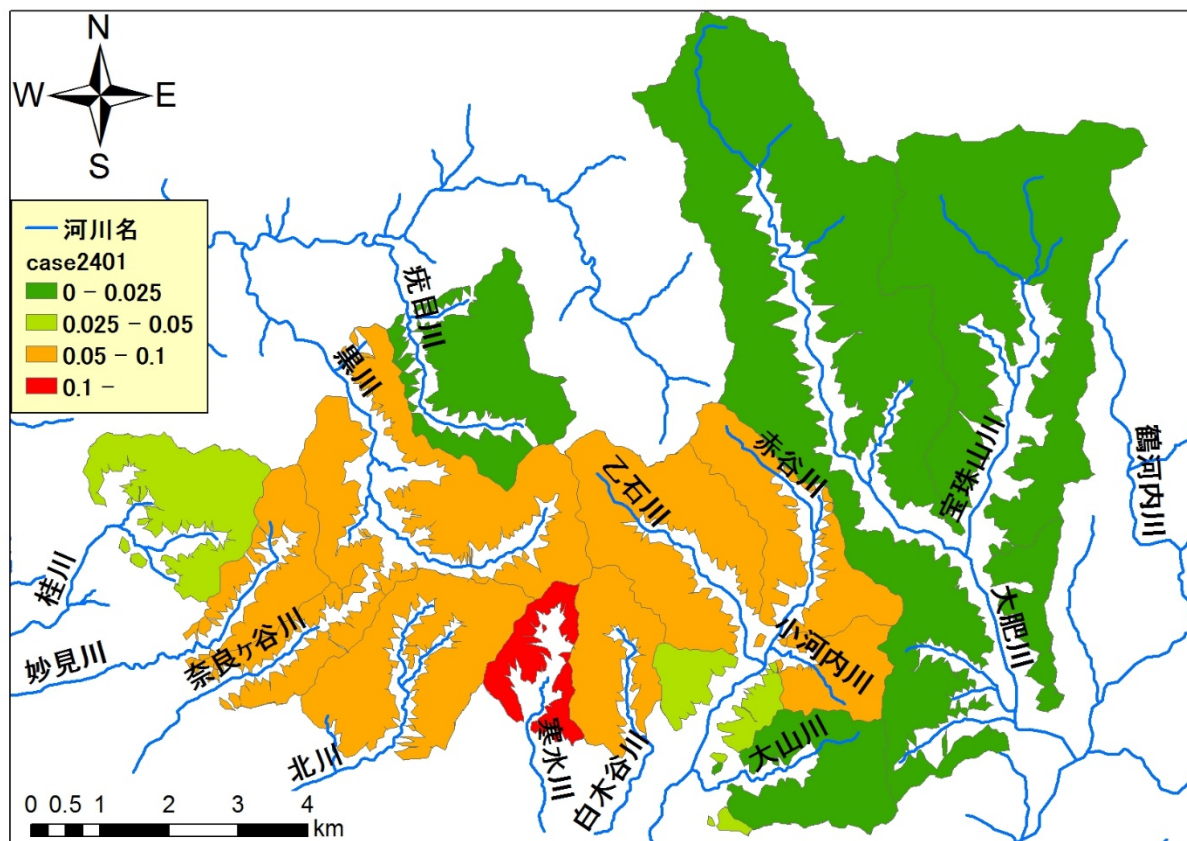 N
W E
S
河川名
case2401
0 – 0.025
0.025 – 0.05
0.05 – 0.1
0.1 –
疣目川
黒川
乙石川
赤谷川
宝珠山川
鶴河内川
桂川
妙見川
奈良ヶ谷川
小河内川
大肥川
北川
寒水川
白木谷川
大山川
0 0.5 1 2 3 4
km